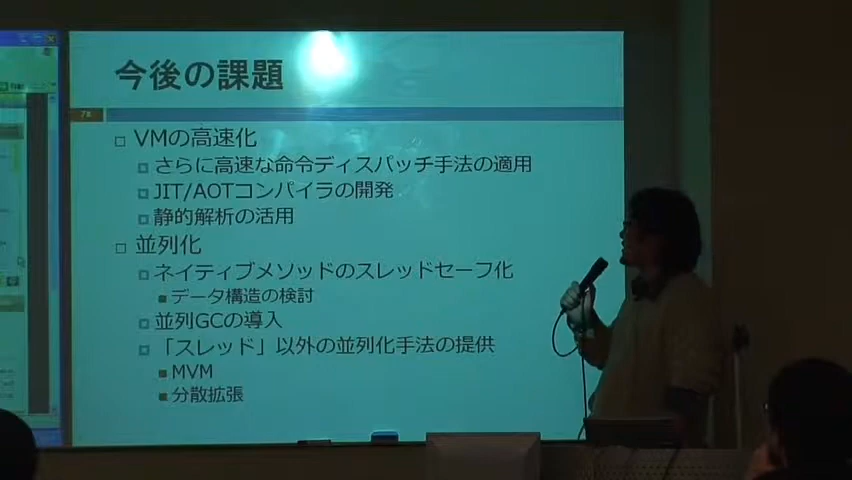 今後の課題
78
VMの高速化
さらに高速な命令ディスパッチ手法の適用
JIT/AOTコンパイラの開発
静的解析の活用
並列化
ネイティブメソッドのスレッドセーフ化
データ構造の検討
並列GCの導入
「スレッド」以外の並列化手法の提供
MVM
分散拡張